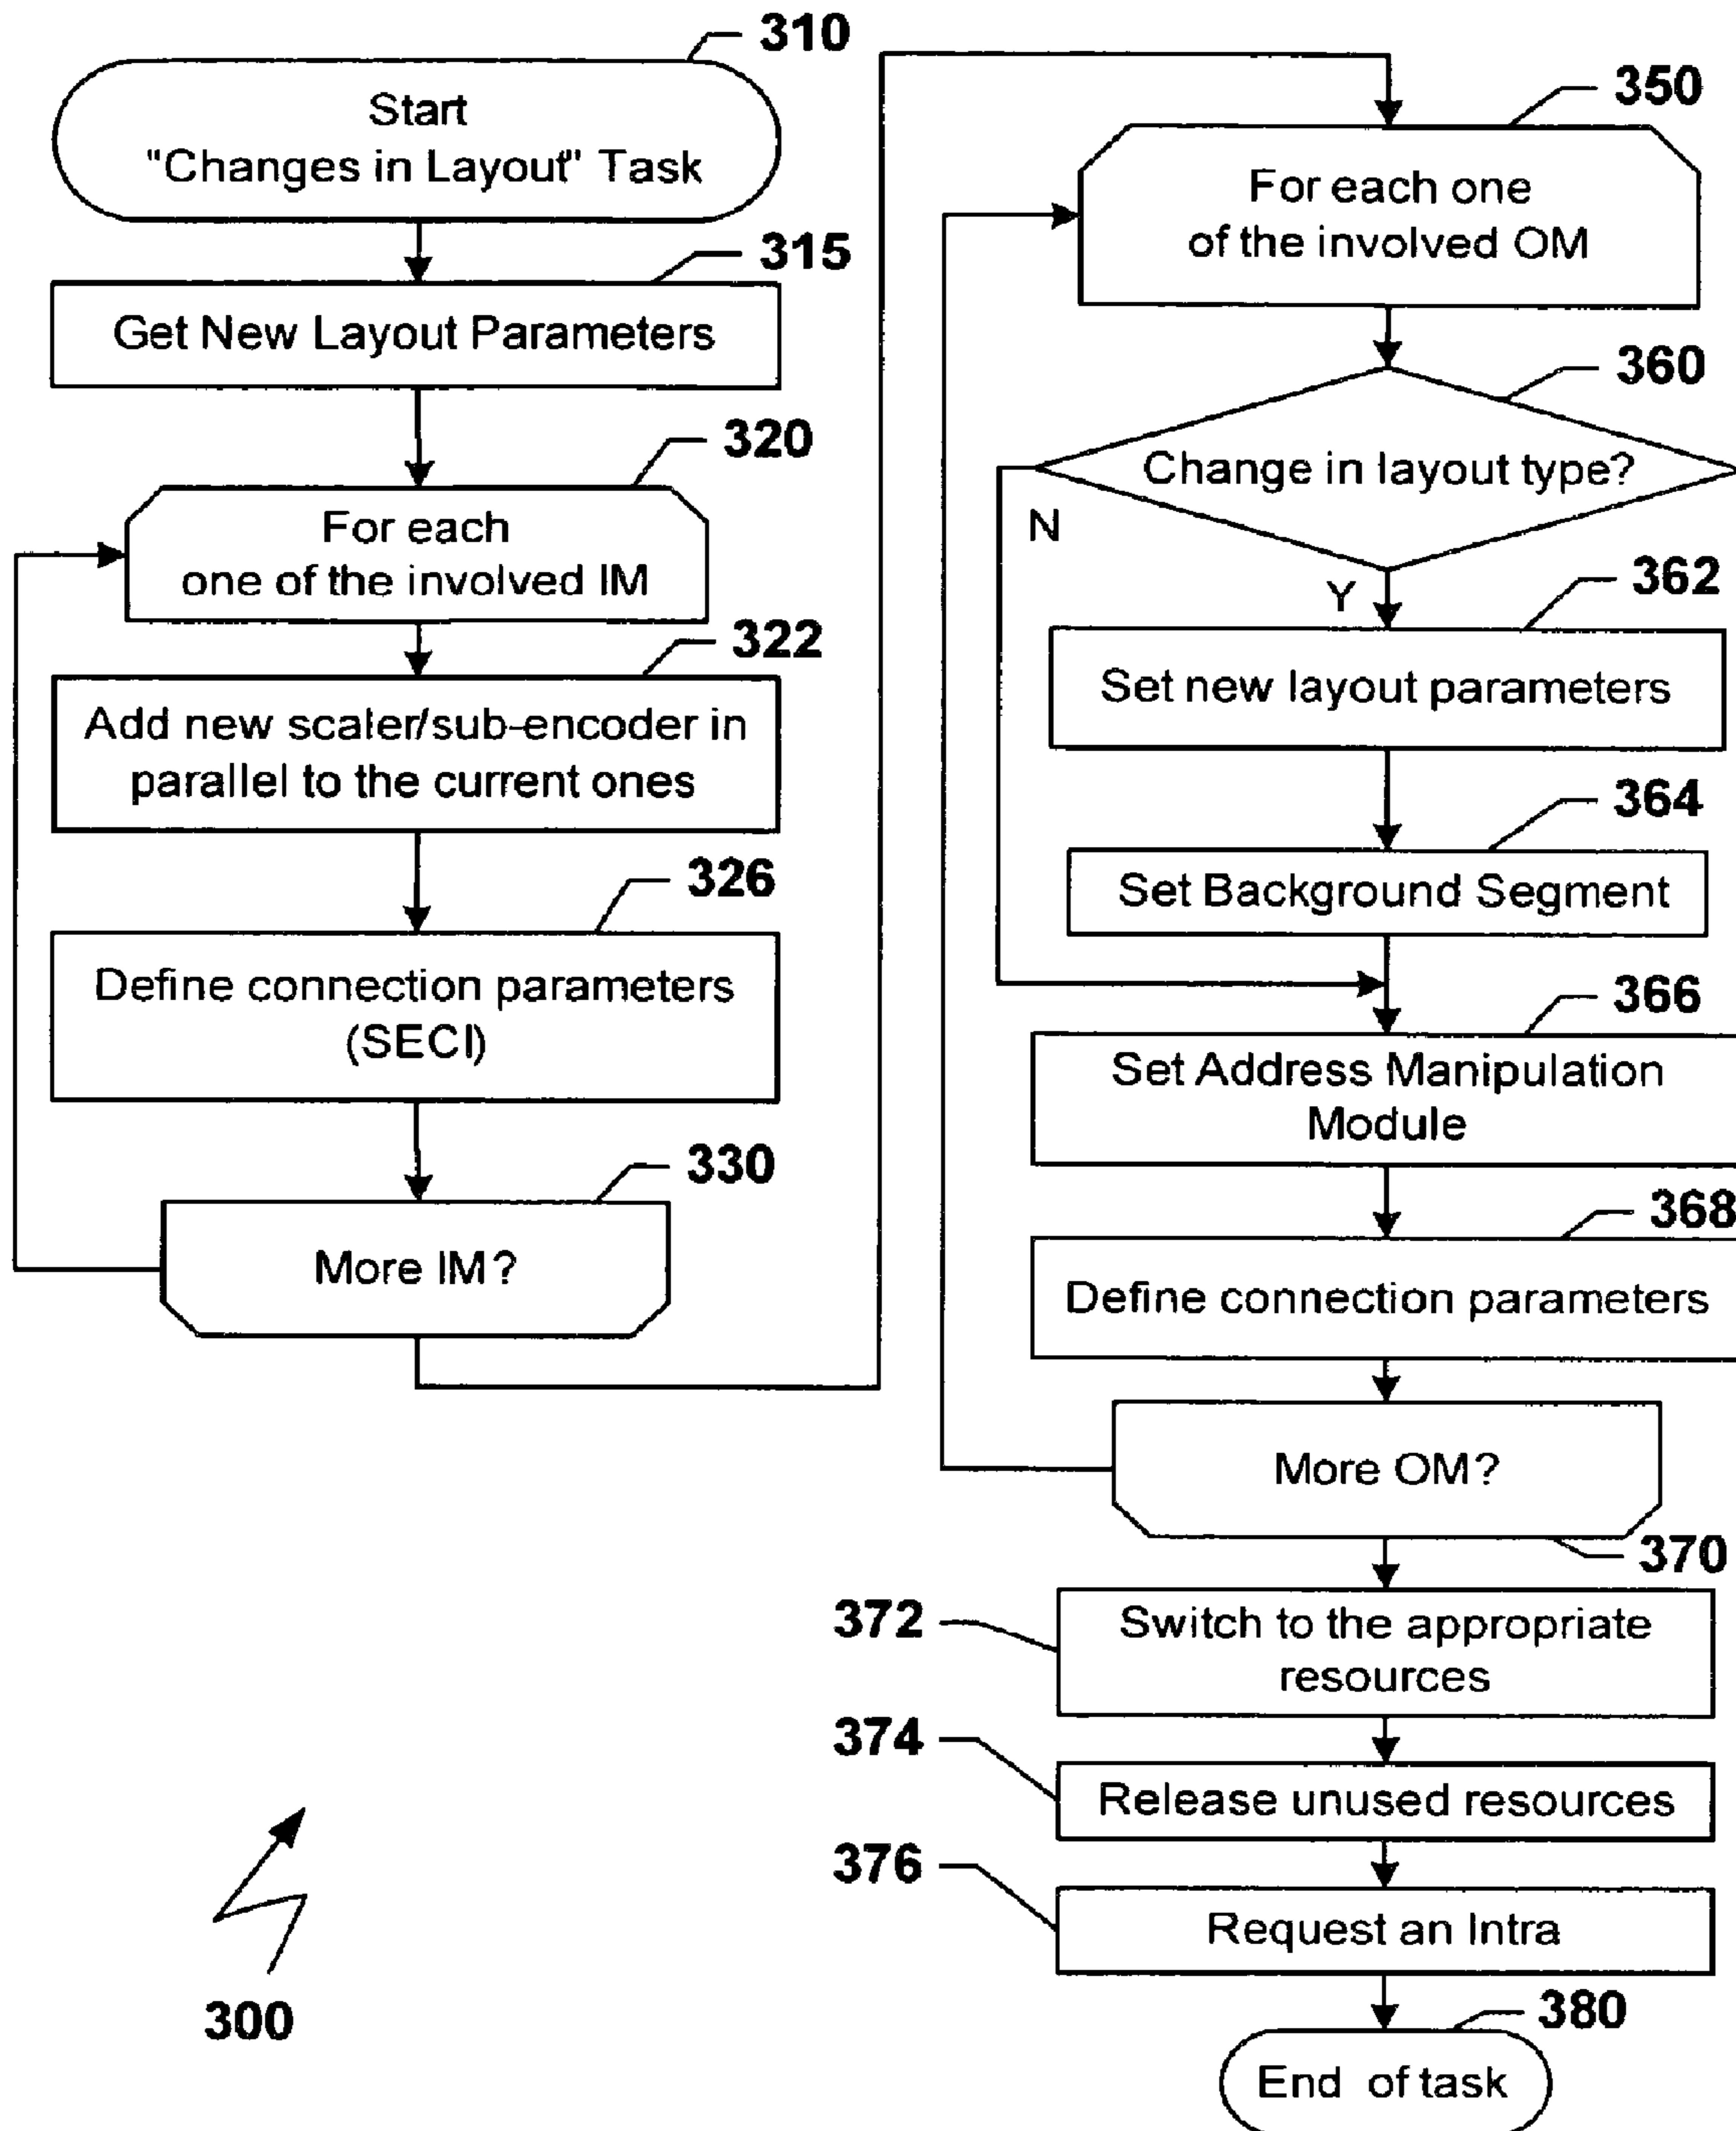 310
Start
"Changes in Layout" Task
315
Get New Layout Parameters
320
For each
one of the involved IM
322
Add new scaler/sub-encoder in
parallel to the current ones
326
Define connection parameters
(SECI)
330
More IM?
350
For each one
of the involved OM
360
Change in layout type?
N
Y
362
Set new layout parameters
364
Set Background Segment
366
Set Address Manipulation
Module
368
Define connection parameters
More OM?
370
372
Switch to the appropriate
resources
374
Release unused resources
376
Request an Intra
380
End of task
300